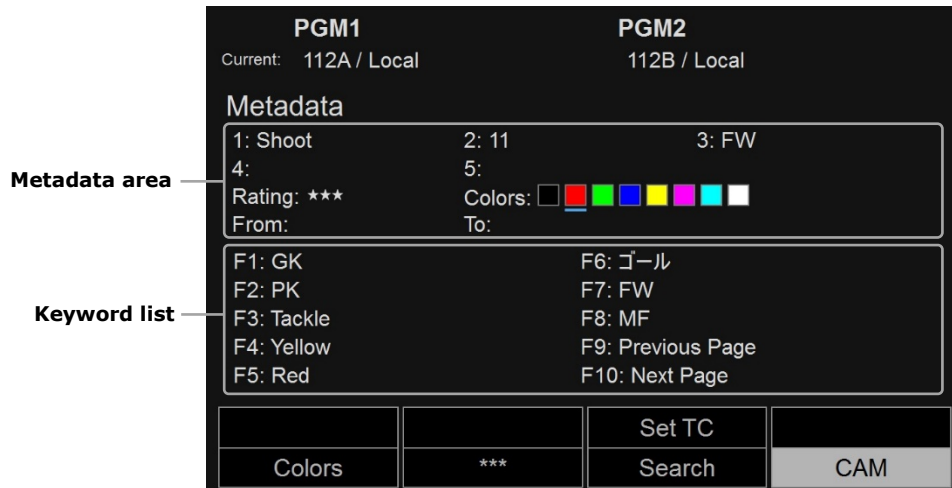 PGM1 PGM2
Current: 112A / Local 112B / Local
Metadata
Metadata area
1: Shoot 2: 11 3: FW
4: 5:
Rating: ★★★ Colors:
From: To:
Keyword list
F1: GK F6: ゴール
F2: PK F7: FW
F3: Tackle F8: MF
F4: Yellow F9: Previous Page
F5: Red F10: Next Page
Set TC
Colors *** Search CAM